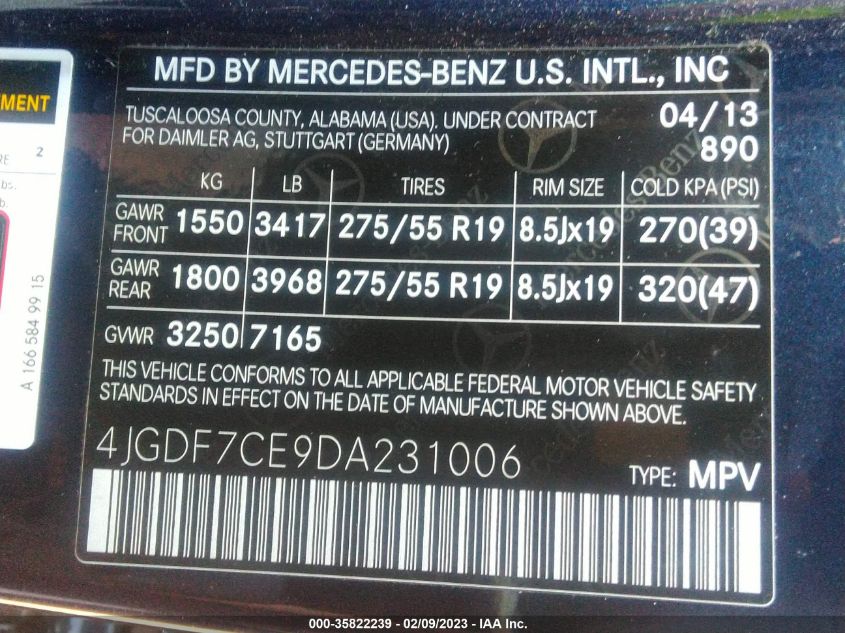 MFD BY MERCEDES-BENZ U.S. INTL., INC
TUSCALOOSA COUNTY, ALABAMA (USA). UNDER CONTRACT
FOR DAIMLER AG, STUTTGART (GERMANY)
04/13
890
KG LB TIRES RIM SIZE COLD KPA (PSI)
GAWR FRONT 1550 3417 275/55 R19 8.5Jx19 270(39)
GAWR REAR 1800 3968 275/55 R19 8.5Jx19 320(47)
GVWR 3250 7165
THIS VEHICLE CONFORMS TO ALL APPLICABLE FEDERAL MOTOR VEHICLE SAFETY
STANDARDS IN EFFECT ON THE DATE OF MANUFACTURE SHOWN ABOVE.
4JGDF7CE9DA231006
TYPE: MPV
2
A 166 584 99 15
Mercedes-Benz
000-35822239 - 02/09/2023 - IAA Inc.